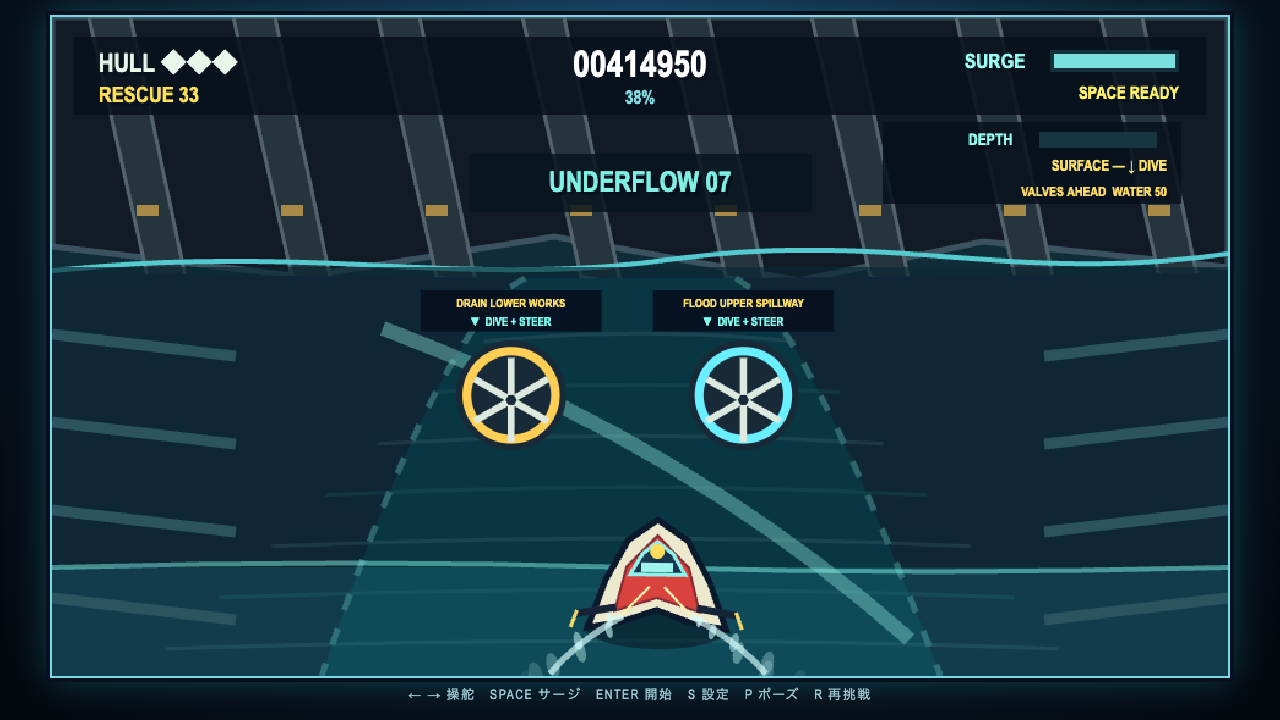 HULL
RESCUE 33
00414950
38%
SURGE
SPACE READY
DEPTH
SURFACE — ↓ DIVE
VALVES AHEAD WATER 50
UNDERFLOW 07
DRAIN LOWER WORKS
▼ DIVE + STEER
FLOOD UPPER SPILLWAY
▼ DIVE + STEER
← → 操舵 SPACE サージ ENTER 開始 S 設定 P ポーズ R 再挑戦